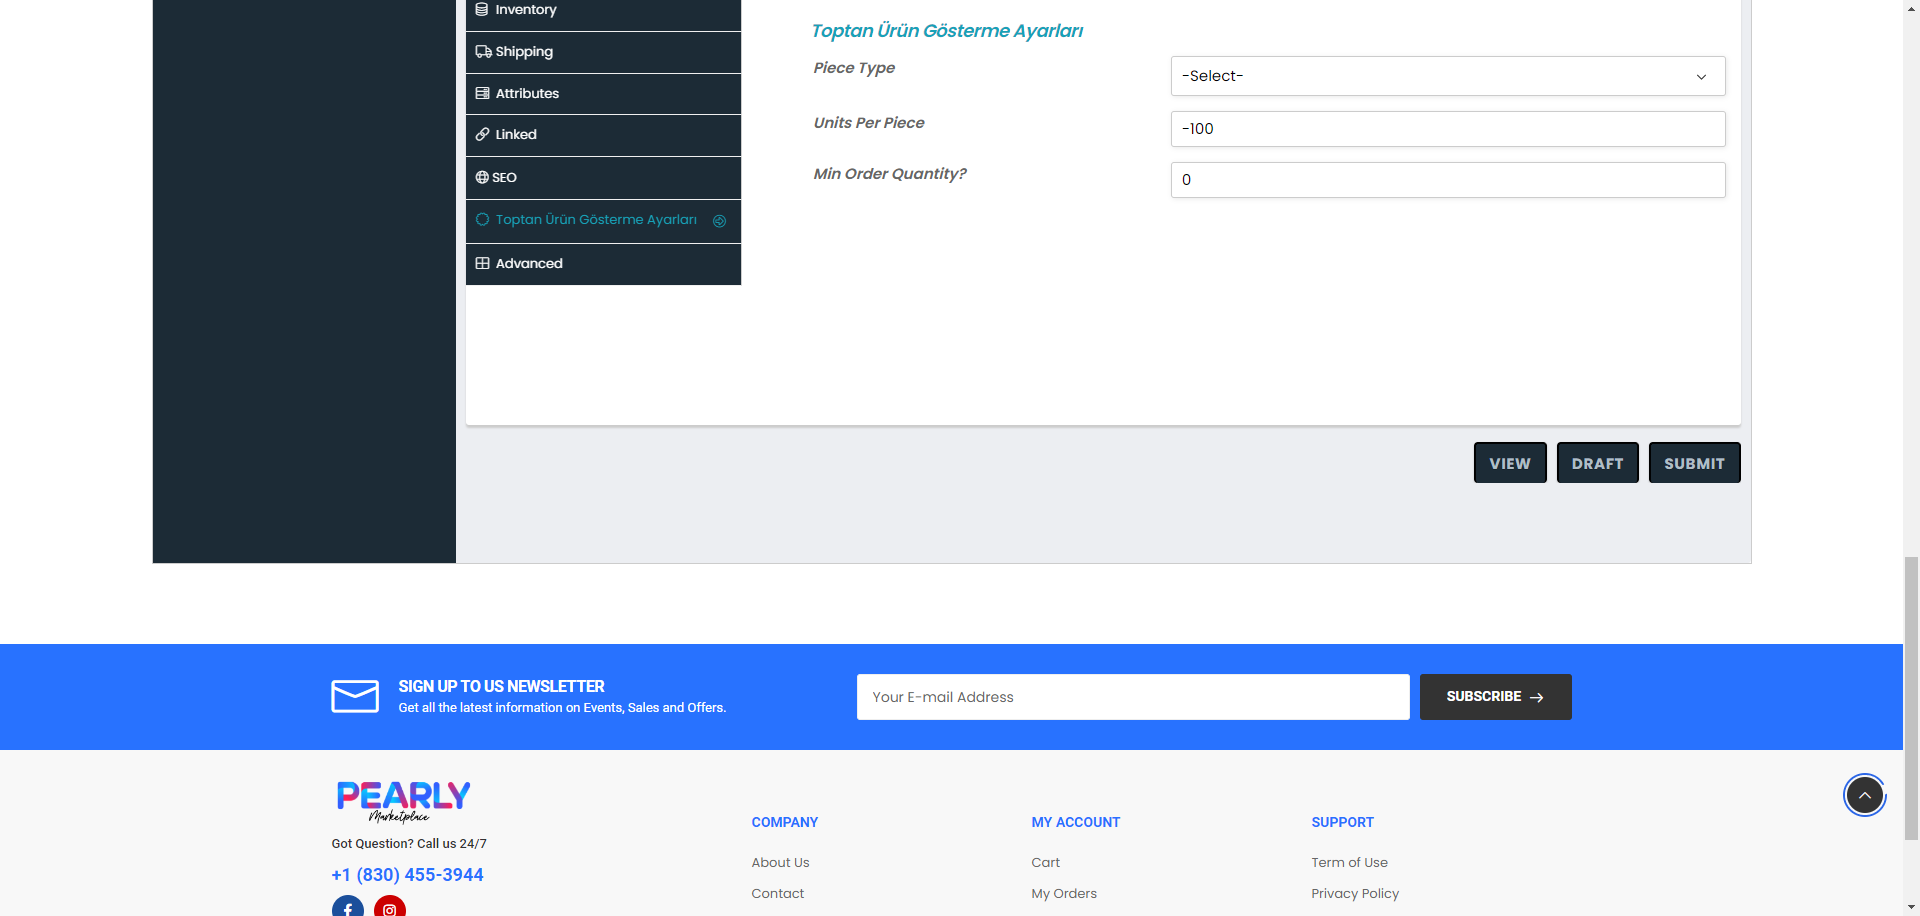 Inventory
Shipping
Attributes
Linked
SEO
Toptan Ürün Gösterme Ayarları
Advanced
Toptan Ürün Gösterme Ayarları
Piece Type
-Select-
Units Per Piece
-100
Min Order Quantity?
0
VIEW
DRAFT
SUBMIT
SIGN UP TO US NEWSLETTER
Get all the latest information on Events, Sales and Offers.
Your E-mail Address
SUBSCRIBE
PEARLY
Marketplace
Got Question? Call us 24/7
+1 (830) 455-3944
COMPANY
About Us
Contact
MY ACCOUNT
Cart
My Orders
SUPPORT
Term of Use
Privacy Policy